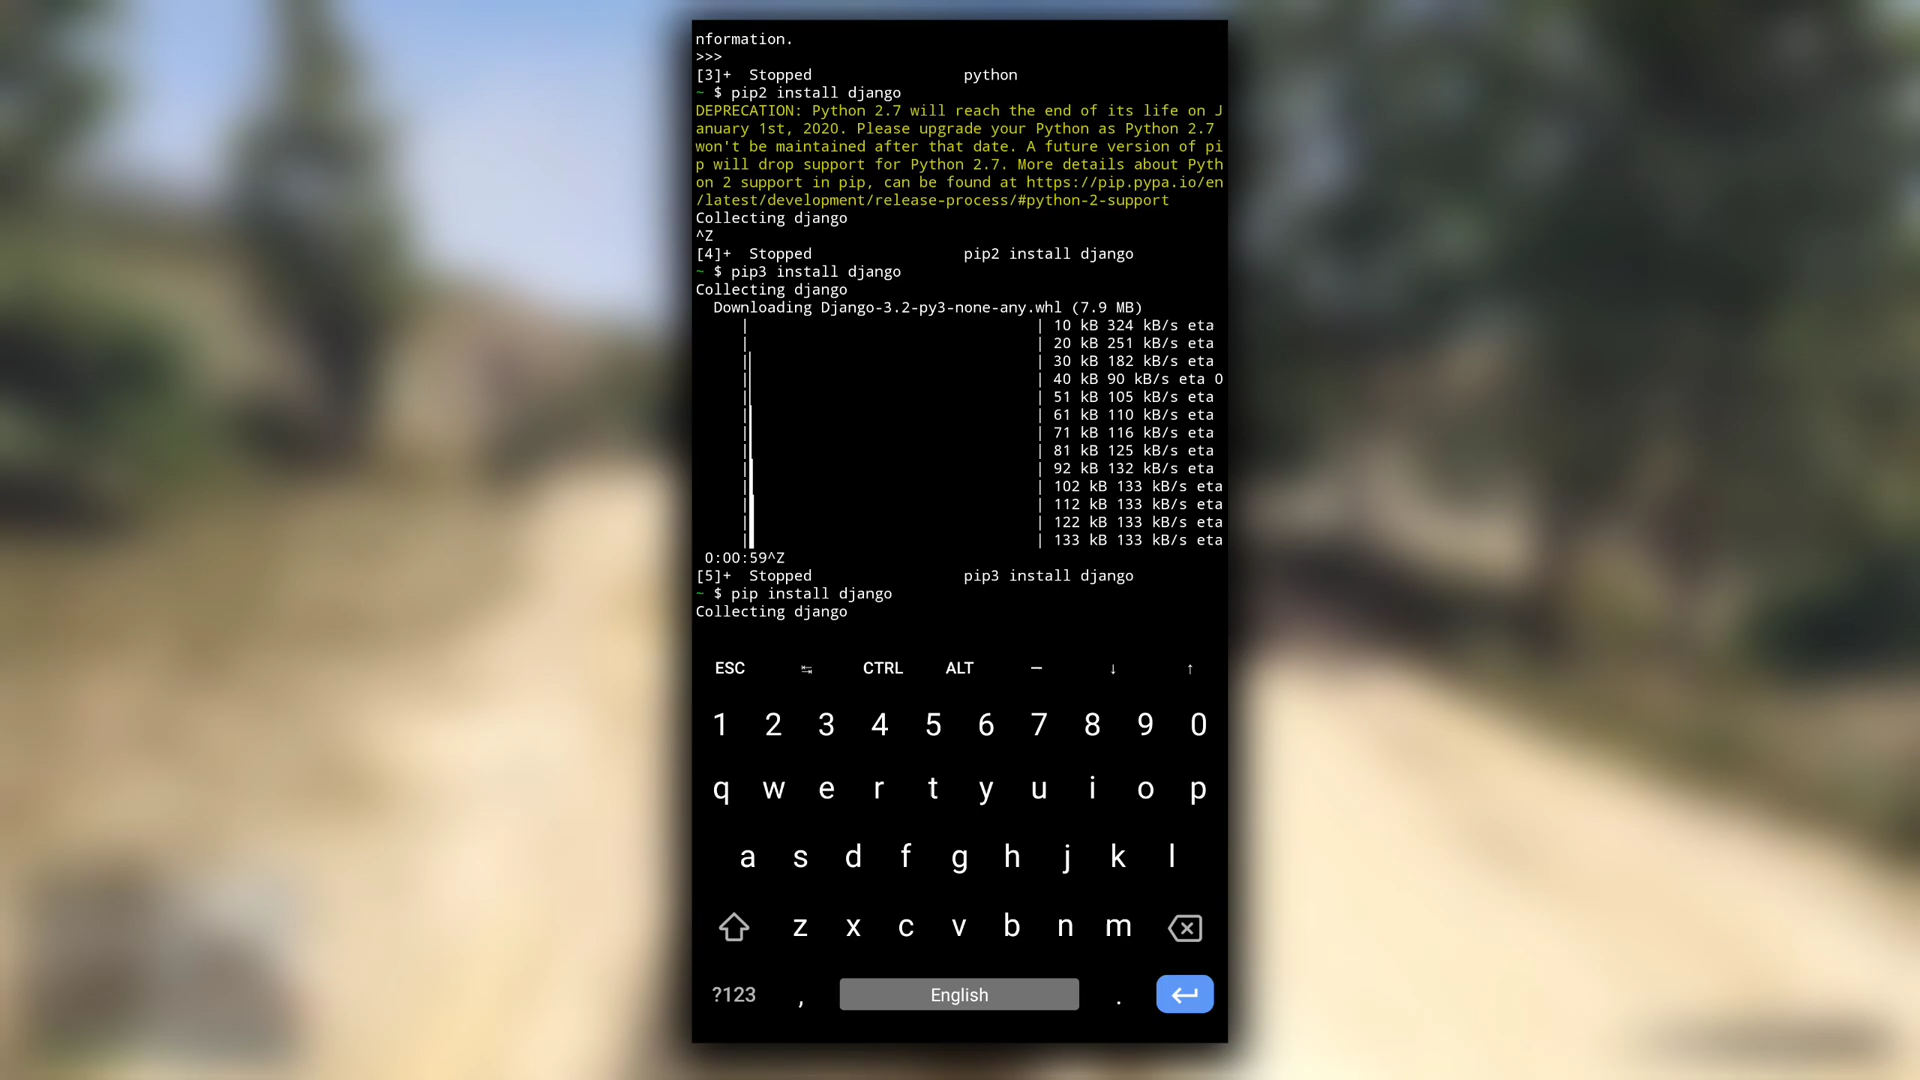 nformation.
>>>
[3]+  Stopped                 python
~ $ pip2 install django
DEPRECATION: Python 2.7 will reach the end of its life on J
anuary 1st, 2020. Please upgrade your Python as Python 2.7
won't be maintained after that date. A future version of pi
p will drop support for Python 2.7. More details about Pyth
on 2 support in pip, can be found at https://pip.pypa.io/en
/latest/development/release-process/#python-2-support
Collecting django
^Z
[4]+  Stopped                 pip2 install django
~ $ pip3 install django
Collecting django
  Downloading Django-3.2-py3-none-any.whl (7.9 MB)
| | 10 kB 324 kB/s eta
| | 20 kB 251 kB/s eta
| | 30 kB 182 kB/s eta
| | 40 kB 90 kB/s eta 0
| | 51 kB 105 kB/s eta
| | 61 kB 110 kB/s eta
| | 71 kB 116 kB/s eta
| | 81 kB 125 kB/s eta
| | 92 kB 132 kB/s eta
| | 102 kB 133 kB/s eta
| | 112 kB 133 kB/s eta
| | 122 kB 133 kB/s eta
| | 133 kB 133 kB/s eta
 0:00:59^Z
[5]+  Stopped                 pip3 install django
~ $ pip install django
Collecting django
ESC ↹ CTRL ALT — ↓ ↑
1 2 3 4 5 6 7 8 9 0
q w e r t y u i o p
a s d f g h j k l
z x c v b n m
?123 , English .